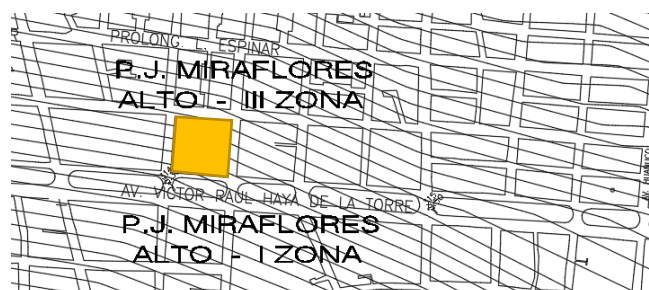 PROLONG. L. ESPINAR
P.J. MIRAFLORES
ALTO - III ZONA
AV. VICTOR RAUL HAYA DE LA TORRE
P.J. MIRAFLORES
ALTO - I ZONA